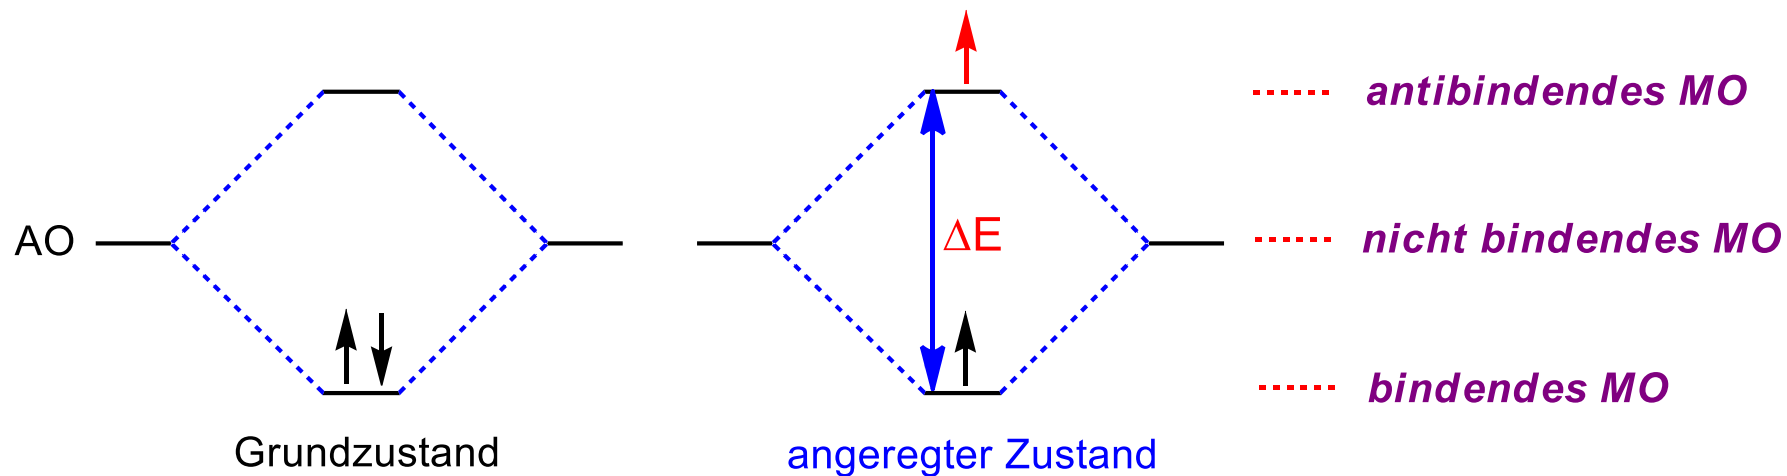 antibindendes MO
AO
ΔE
nicht bindendes MO
bindendes MO
Grundzustand
angeregter Zustand